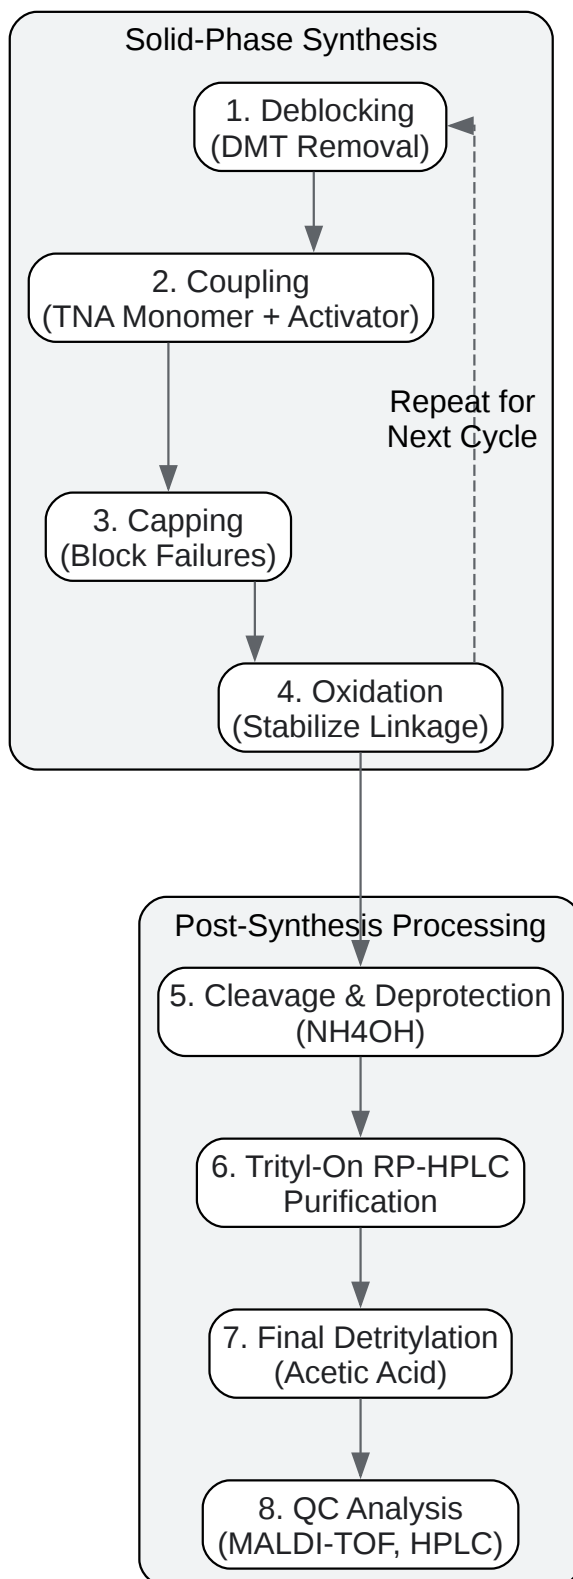 Solid-Phase Synthesis
1. Deblocking
(DMT Removal)
2. Coupling
(TNA Monomer + Activator)
Repeat for
Next Cycle
3. Capping
(Block Failures)
4. Oxidation
(Stabilize Linkage)
Post-Synthesis Processing
5. Cleavage & Deprotection
(NH4OH)
6. Trityl-On RP-HPLC
Purification
7. Final Detritylation
(Acetic Acid)
8. QC Analysis
(MALDI-TOF, HPLC)